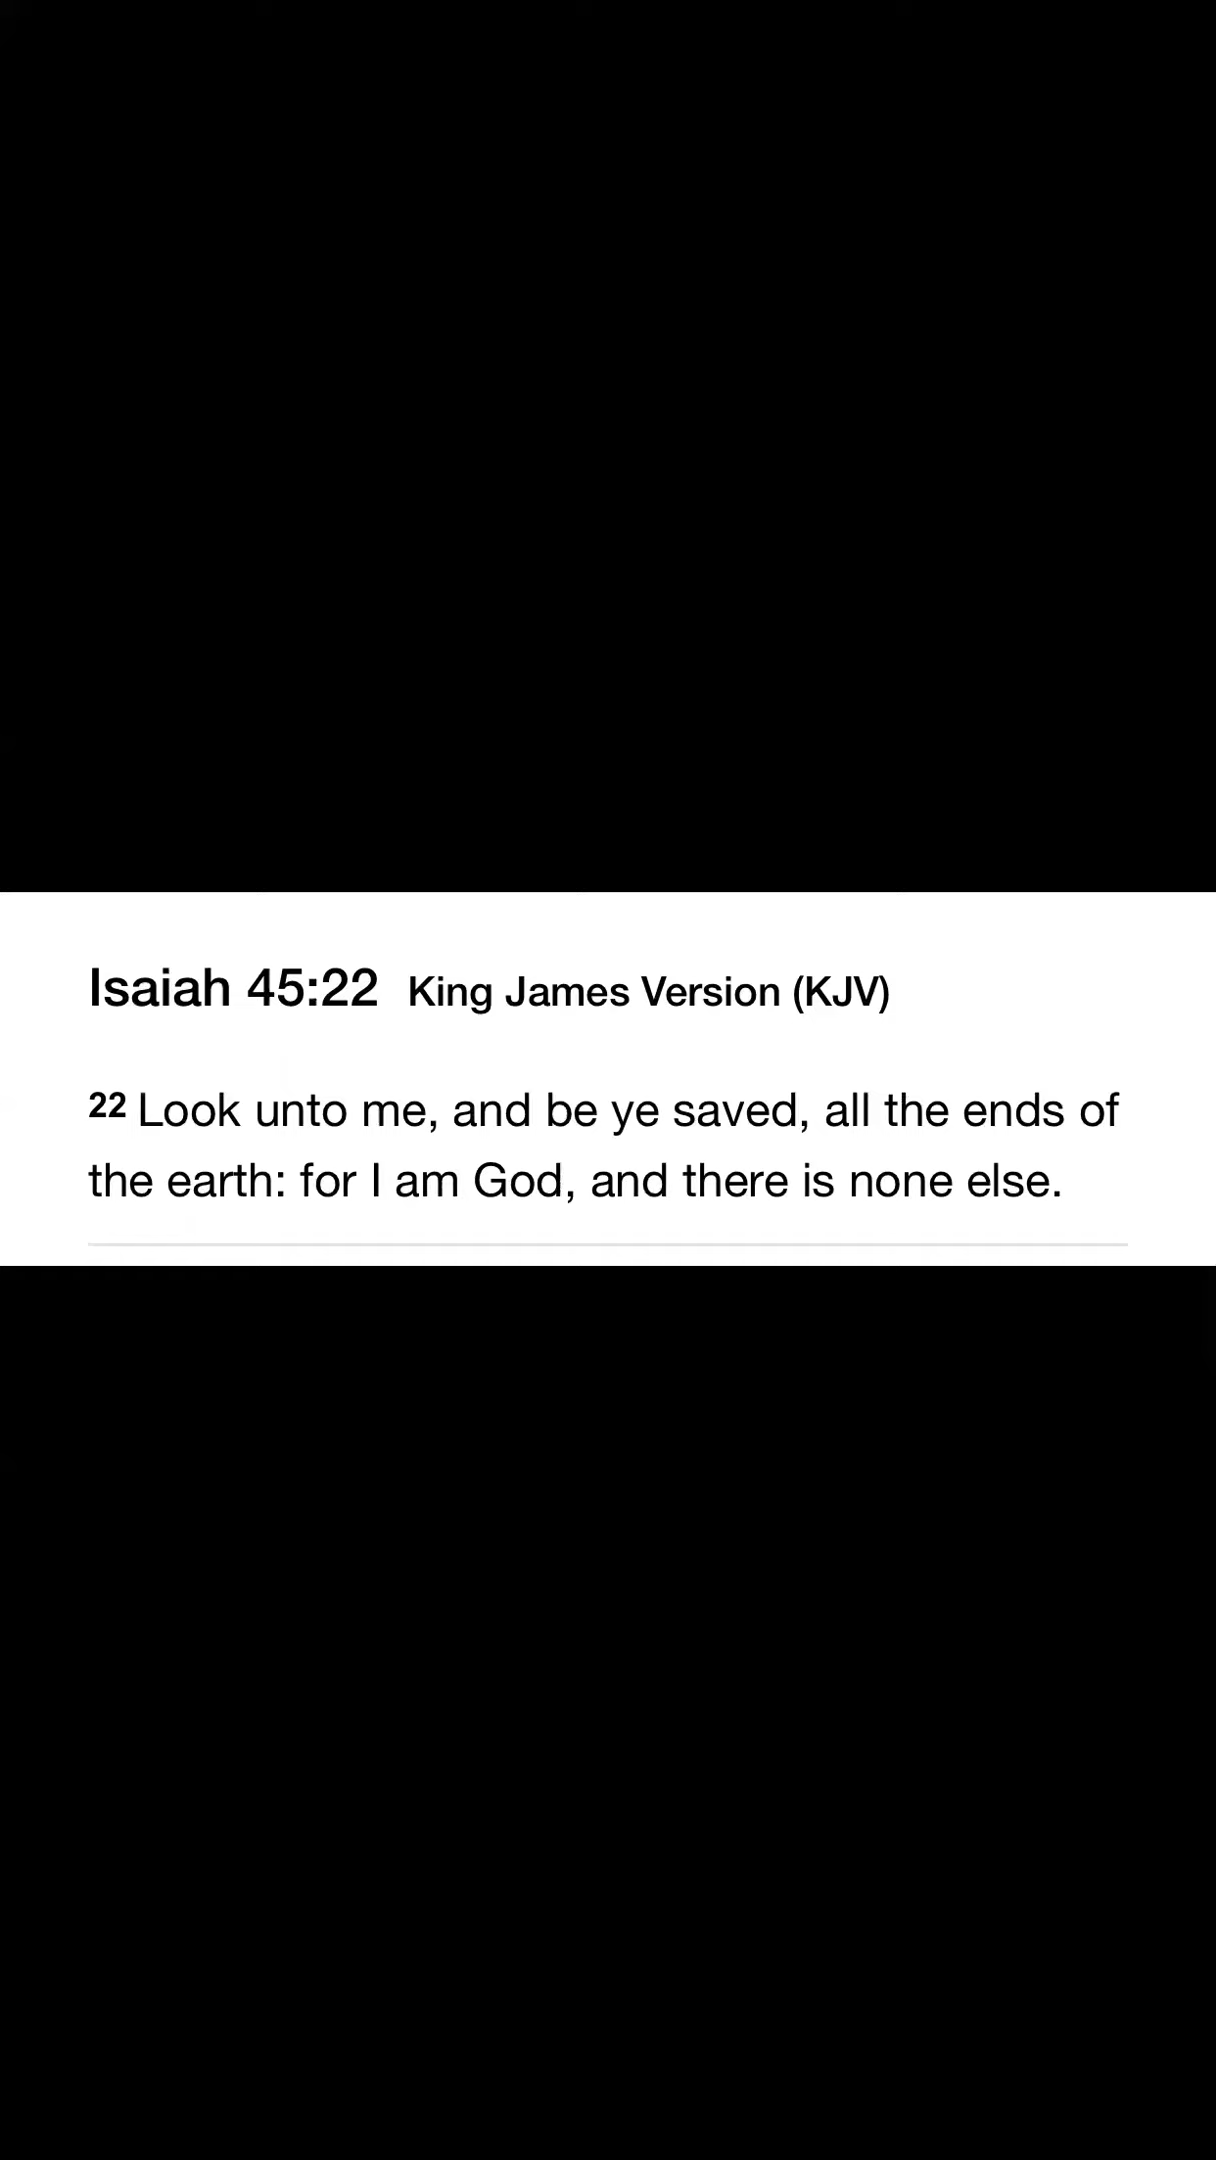 Isaiah 45:22 King James Version (KJV)
22 Look unto me, and be ye saved, all the ends of
the earth: for I am God, and there is none else.